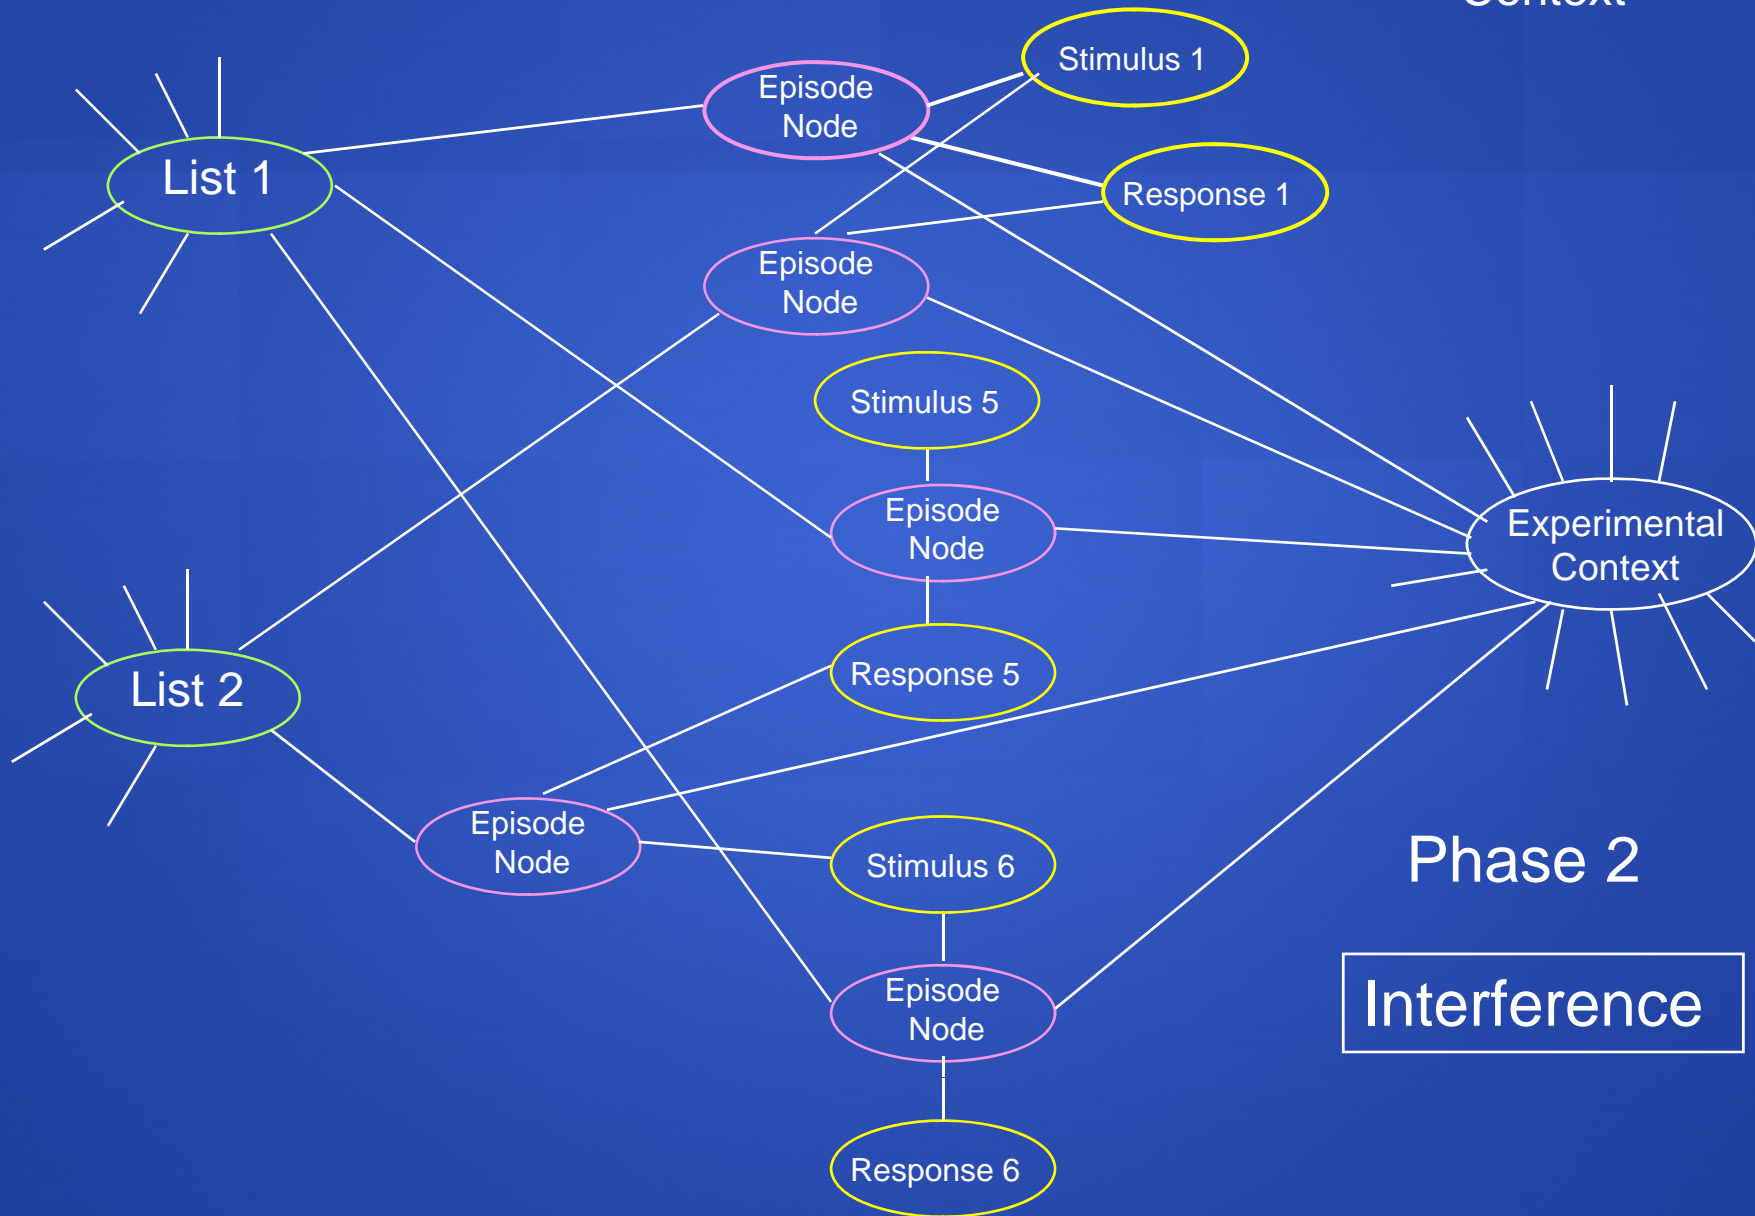 Context
Stimulus 1
Episode
Node
List 1
Response 1
Episode
Node
Stimulus 5
Episode
Node
Experimental
Context
List 2
Response 5
Episode
Node
Stimulus 6
Phase 2
Episode
Node
Interference
Response 6